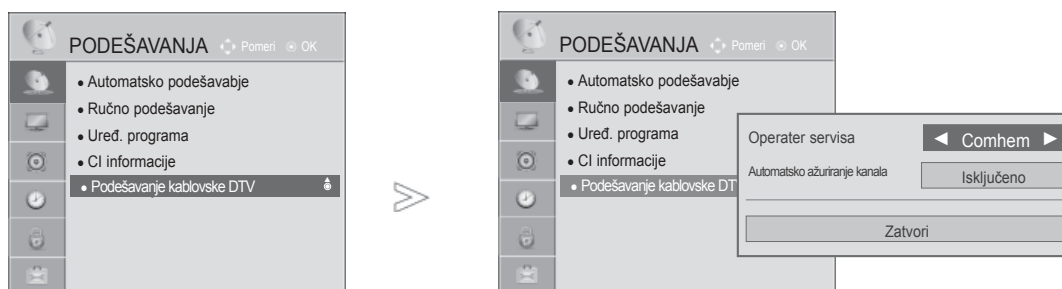 PODEŠAVANJA Pomeri OK
• Automatsko podešavabje
• Ručno podešavanje
• Uređ. programa
• CI informacije
• Podešavanje kablovske DTV
PODEŠAVANJA Pomeri OK
• Automatsko podešavabje
• Ručno podešavanje
• Uređ. programa
• CI informacije
• Podešavanje kablovske DT
Operater servisa ◄ Comhem ►
Automatsko ažuriranje kanala Isključeno
Zatvori